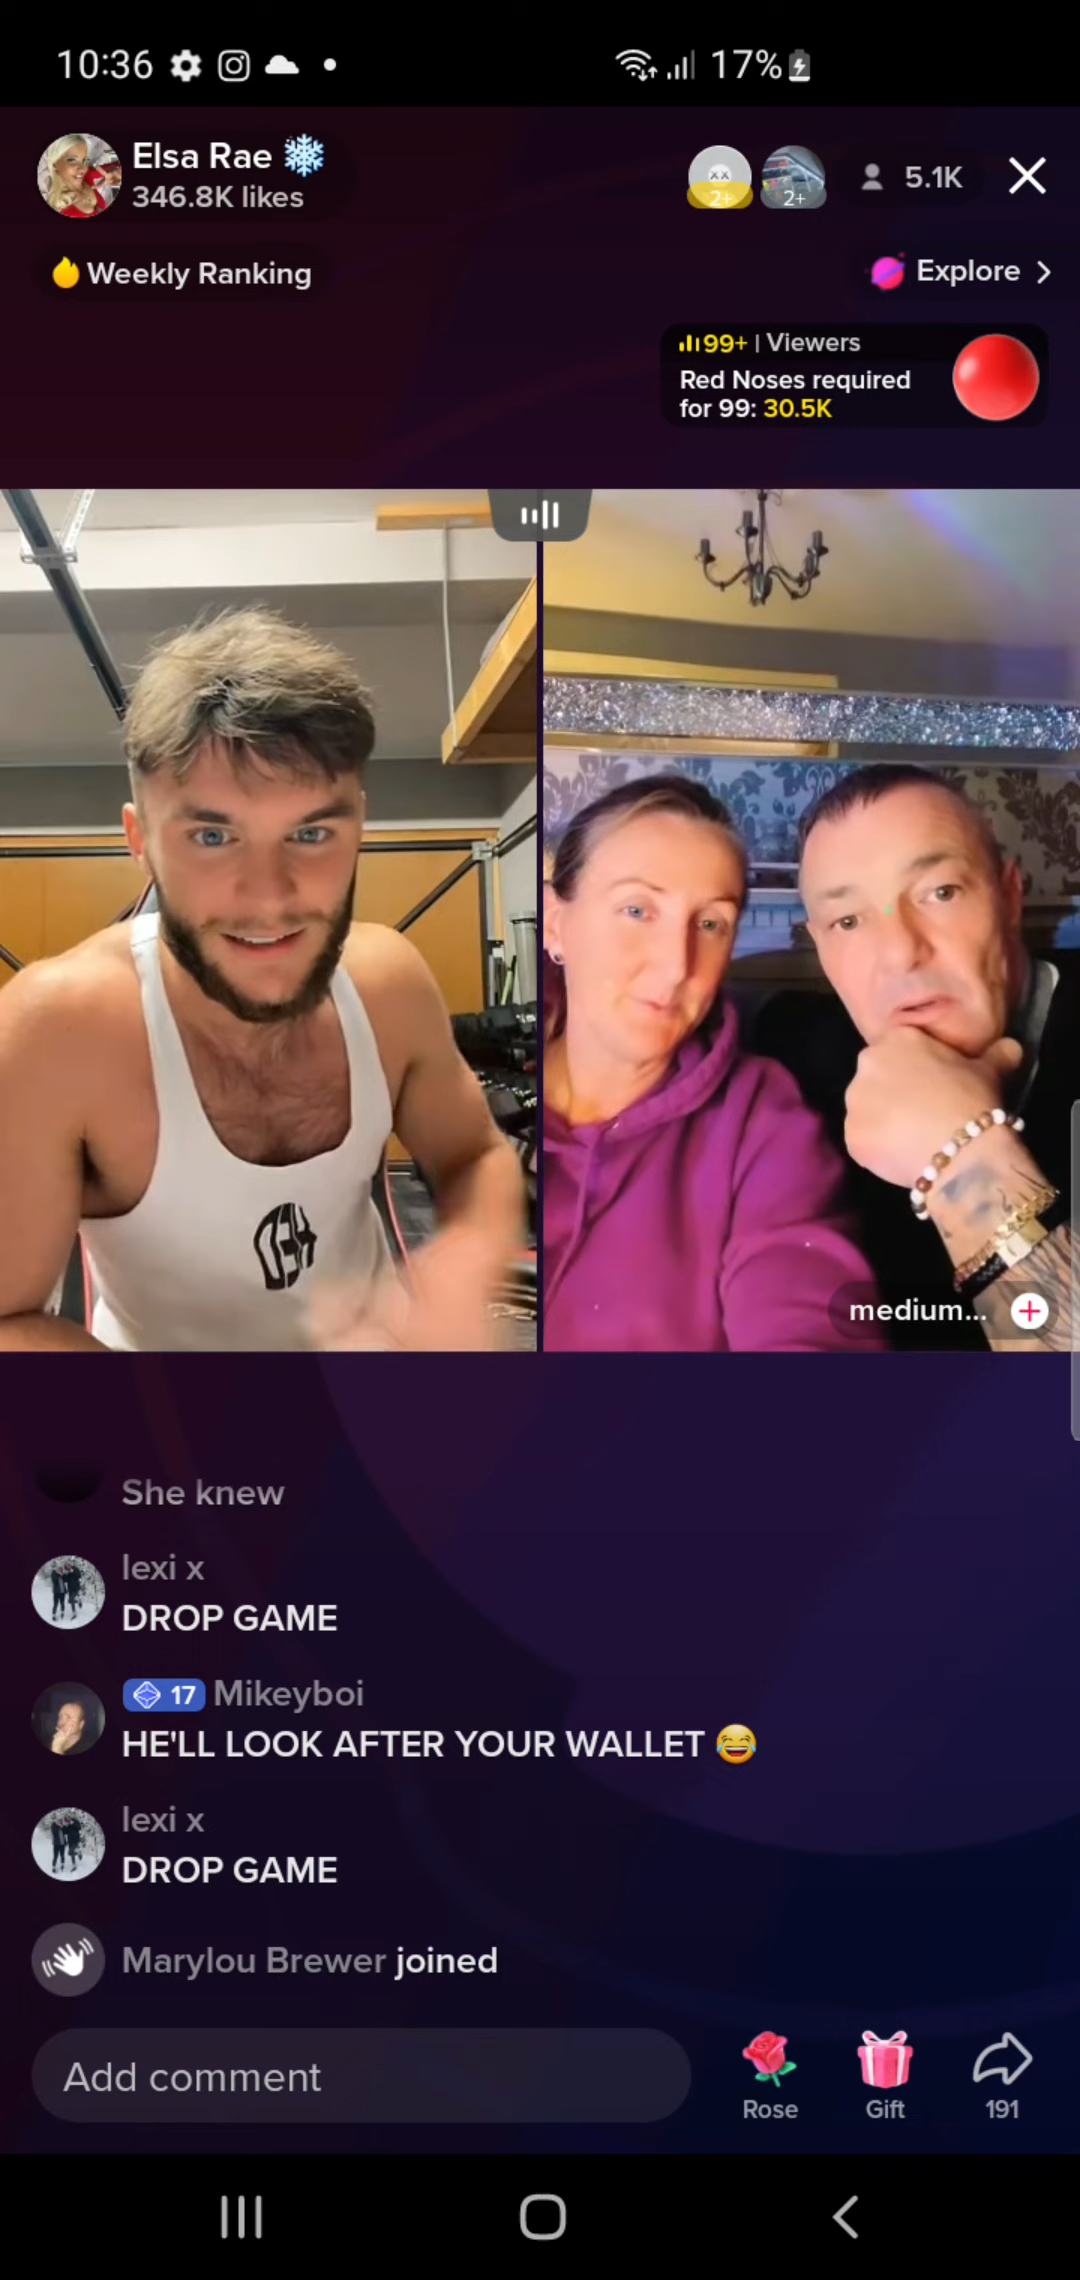 10:36
17%
Elsa Rae
346.8K likes
2+
2+
5.1K
Weekly Ranking
Explore
99+ | Viewers
Red Noses required
for 99: 30.5K
medium...
She knew
lexi x
DROP GAME
17 Mikeyboi
HE'LL LOOK AFTER YOUR WALLET 😂
lexi x
DROP GAME
Marylou Brewer joined
Add comment
Rose
Gift
191